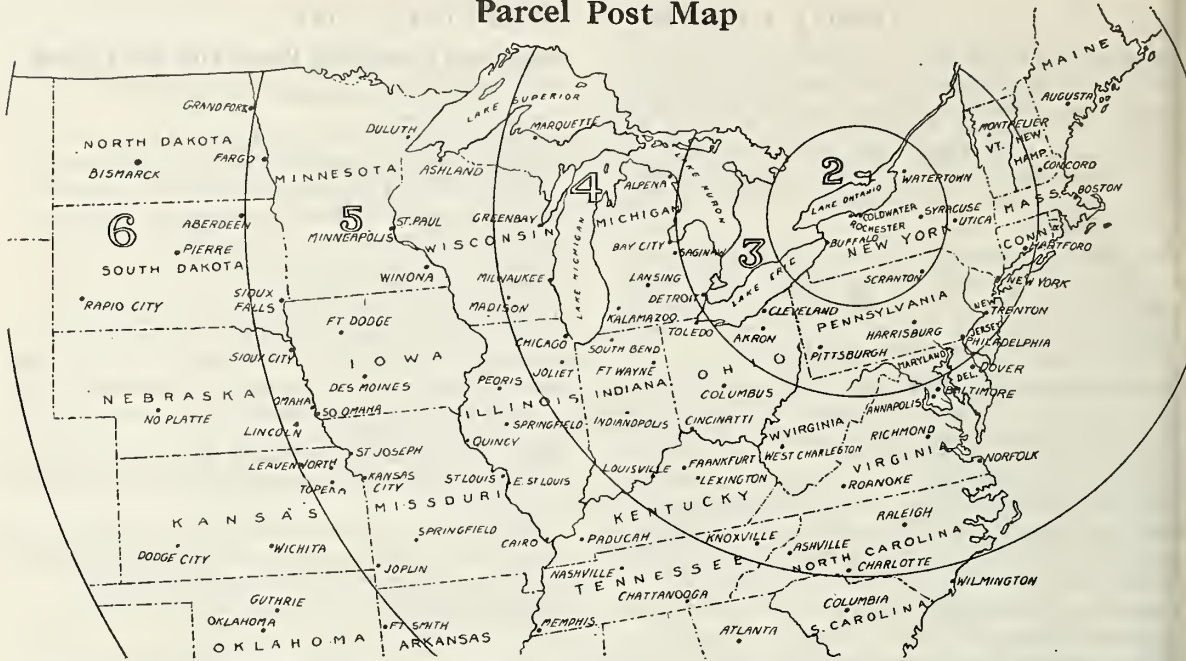 Parcel Post Map
MAINE
GRANDFORK
LAKE SUPERIOR
AUGUSTA
DULUTH
MARQUETTE
MONTPELIER
NORTH DAKOTA
VT. NEW
HAMP.
FARGO
MINNESOTA
ASHLAND
LAKE HURON
CONCORD
BISMARCK
4
ALPENA
2
WATERTOWN
LAKE ONTARIO
MASS.
BOSTON
6
ABERDEEN
5
ST. PAUL
GREENBAY
MICHIGAN
COLDWATER
SYRACUSE
ROCHESTER
UTICA
MINNEAPOLIS
WISCONSIN
BUFFALO
NEW YORK
CONN.
HARTFORD
PIERRE
BAY CITY
SAGINAW
3
SOUTH DAKOTA
WINONA
MILWAUKEE
LAKE MICHIGAN
LANSING
LAKE ERIE
SCRANTON
NEW YORK
RAPIO CITY
SIOUX
FALLS
MADISON
DETROIT
PENNSYLVANIA
NEW
JERSEY
TRENTON
FT DODGE
KALAMAZOO
CLEVELAND
TOLEDO
AKRON
HARRISBURG
PHILADELPHIA
CHICAGO
SOUTH BEND
PITTSBURGH
SIOUX CITY
IOWA
JOLIET
FT WAYNE
OHIO
MARYLAND
DEL.
DOVER
DES MOINES
PEORIS
INDIANA
COLUMBUS
BALTIMORE
NEBRASKA
OMAHA
SO OMAHA
ILLINOIS
ANNAPOLIS
NO PLATTE
SPRINGFIELD
INDIANDPOLIS
CINCINATTI
W VIRGINIA
RICHMOND
LINCOLN
QUINCY
WEST CHARLESTON
VIRGINIA
NORFOLK
ST JOSEPH
LEAVENWORTH
KANSAS
CITY
ST LOUIS
E. ST LOUIS
LOUISVILLE
FRANKFURT
LEXINGTON
TOPEKA
MISSOURI
ROANOKE
KENTUCKY
KANSAS
SPRINGFIELD
RALEIGH
CAIRO
PADUCAH
KNOXVILLE
DODGE CITY
WICHITA
ASHVILLE
NORTH CAROLINA
JOPLIN
NASHVILLE
TENNESSEE
CHARLOTTE
CHATTANOOGA
WILMINGTON
GUTHRIE
COLUMBIA
OKLAHOMA
FT SMITH
MEMPHIS
S. CAROLINA
OKLAHOMA
ARKANSAS
ATLANTA